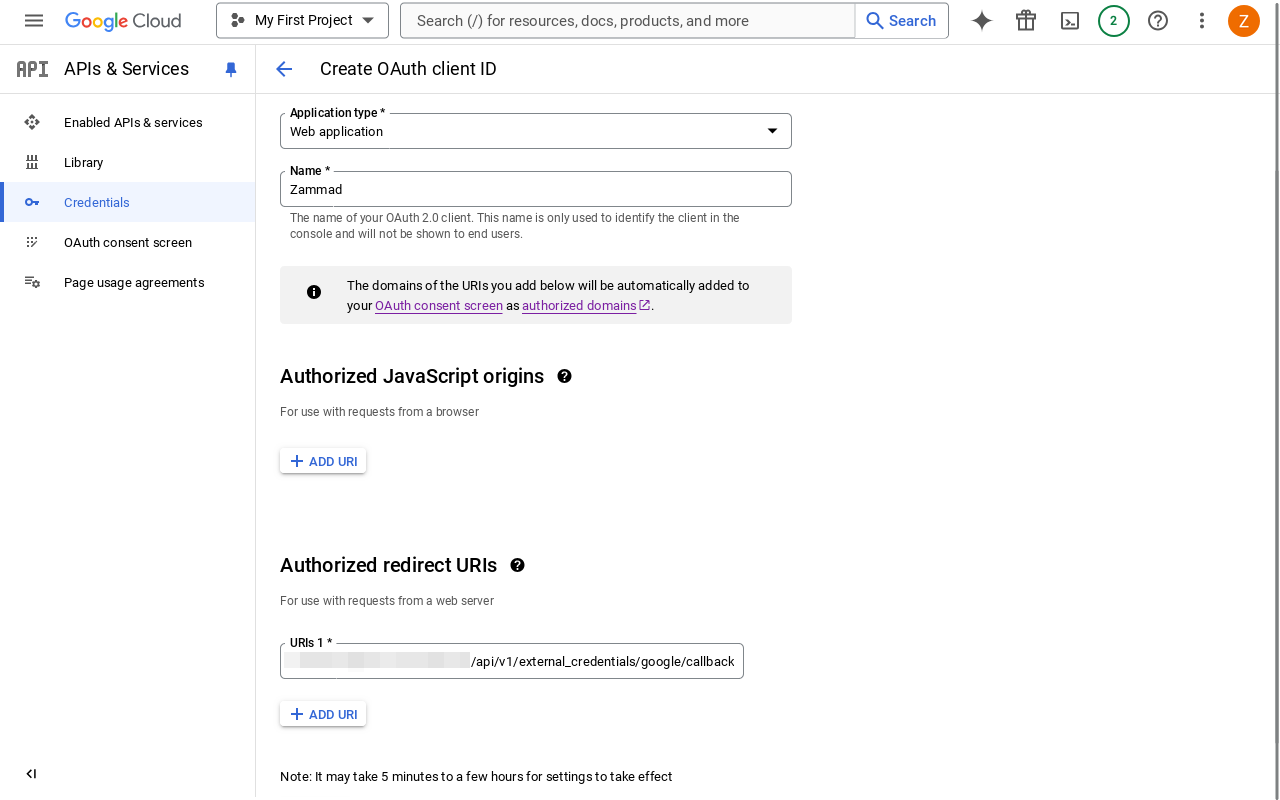 Google Cloud
My First Project
Search (/) for resources, docs, products, and more
Search
2
Z
API
APIs & Services
Create OAuth client ID
Enabled APIs & services
Library
Credentials
OAuth consent screen
Page usage agreements
Application type *
Web application
Name *
Zammad
The name of your OAuth 2.0 client. This name is only used to identify the client in the
console and will not be shown to end users.
The domains of the URIs you add below will be automatically added to
your OAuth consent screen as authorized domains.
Authorized JavaScript origins
For use with requests from a browser
ADD URI
Authorized redirect URIs
For use with requests from a web server
URIs 1 *
/api/v1/external_credentials/google/callback
ADD URI
Note: It may take 5 minutes to a few hours for settings to take effect